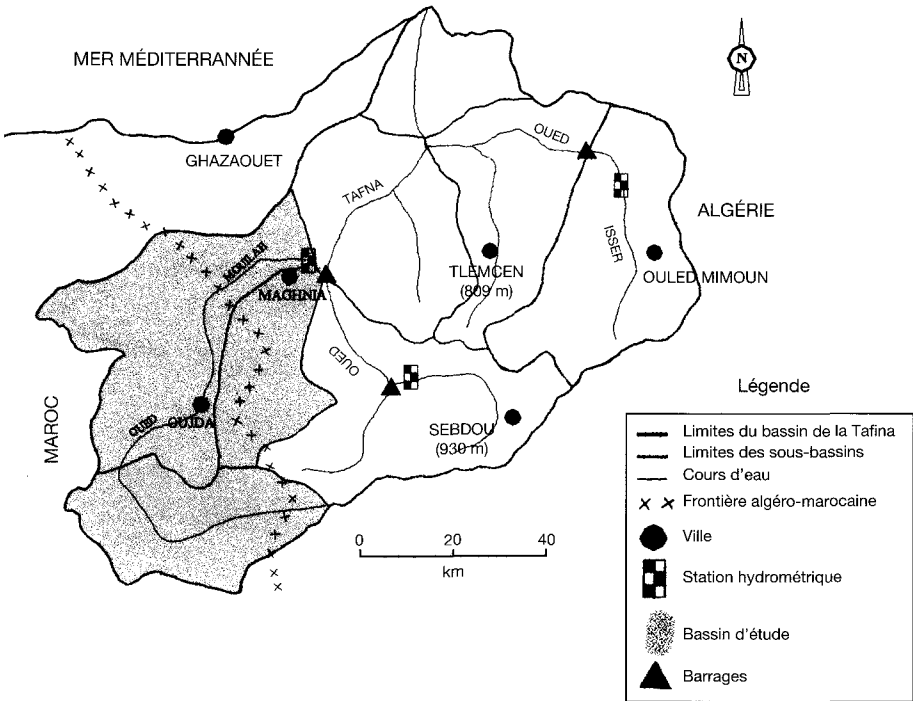 MER MÉDITERRANNÉE
N
GHAZAOUET
OUED
TAFNA
ALGÉRIE
ISSER
MOUILAH
TLEMCEN
(809 m)
OULED MIMOUN
MAGHNIA
OUED
Légende
MAROC
OUED
OUJDA
SEBDOU
(930 m)
Limites du bassin de la Tafina
Limites des sous-bassins
Cours d'eau
× × Frontière algéro-marocaine
Ville
0 20 40
km
Station hydrométrique
Bassin d'étude
Barrages